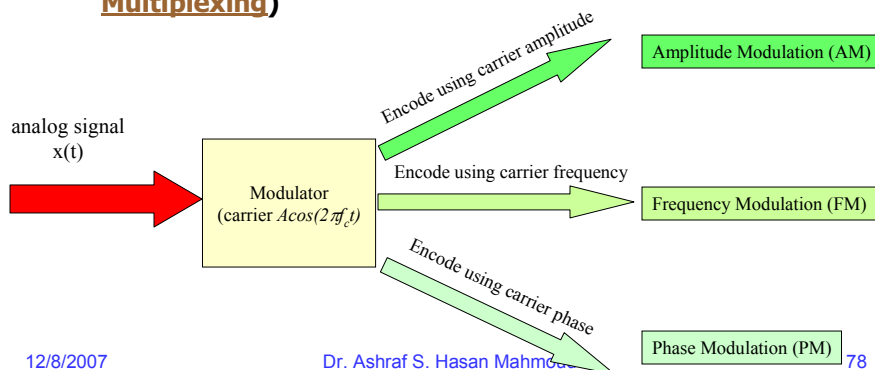 Multiplexing)
Encode using carrier amplitude
Amplitude Modulation (AM)
analog signal
x(t)
Encode using carrier frequency
Modulator
(carrier Acos(2πf_c t)
Frequency Modulation (FM)
Encode using carrier phase
Phase Modulation (PM)
12/8/2007
Dr. Ashraf S. Hasan
78